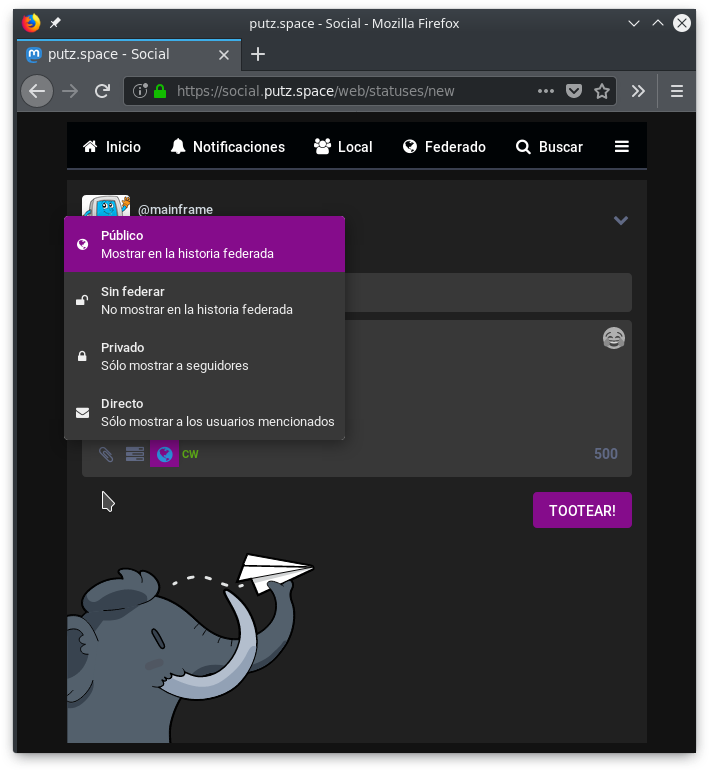 putz.space - Social - Mozilla Firefox
putz.space - Social
https://social.putz.space/web/statuses/new
Inicio Notificaciones Local Federado Buscar
@mainframe
Público
Mostrar en la historia federada
Sin federar
No mostrar en la historia federada
Privado
Sólo mostrar a seguidores
Directo
Sólo mostrar a los usuarios mencionados
CW 500
TOOTEAR!